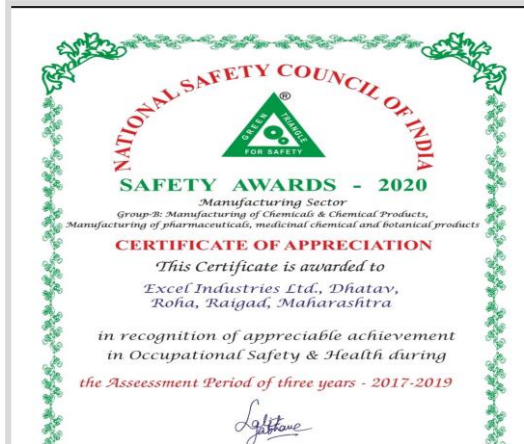 NATIONAL SAFETY COUNCIL OF INDIA
®
GREEN TRIANGLE
FOR SAFETY
SAFETY AWARDS - 2020
Manufacturing Sector
Group-B: Manufacturing of Chemicals & Chemical Products,
Manufacturing of pharmaceuticals, medicinal chemical and botanical products
CERTIFICATE OF APPRECIATION
This Certificate is awarded to
Excel Industries Ltd., Dhatav,
Roha, Raigad, Maharashtra
in recognition of appreciable achievement
in Occupational Safety & Health during
the Asseessment Period of three years - 2017-2019
Lalit